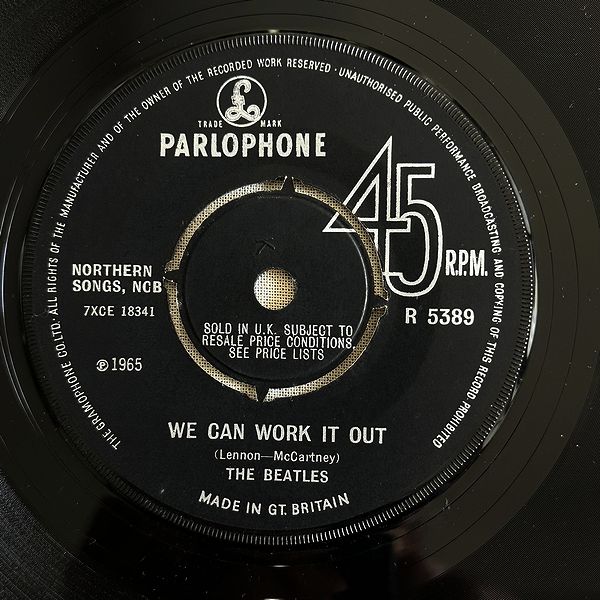 THE GRAMOPHONE CO. LTD. ALL RIGHTS OF THE MANUFACTURER AND OF THE OWNER OF THE RECORDED WORK RESERVED · UNAUTHORISED PUBLIC PERFORMANCE BROADCASTING AND COPYING OF THIS RECORD PROHIBITED
£
TRADE MARK
PARLOPHONE
45 R.P.M.
NORTHERN SONGS, NCB
7XCE 18341
R 5389
SOLD IN U.K. SUBJECT TO
RESALE PRICE CONDITIONS,
SEE PRICE LISTS
℗ 1965
WE CAN WORK IT OUT
(Lennon—McCartney)
THE BEATLES
MADE IN GT. BRITAIN